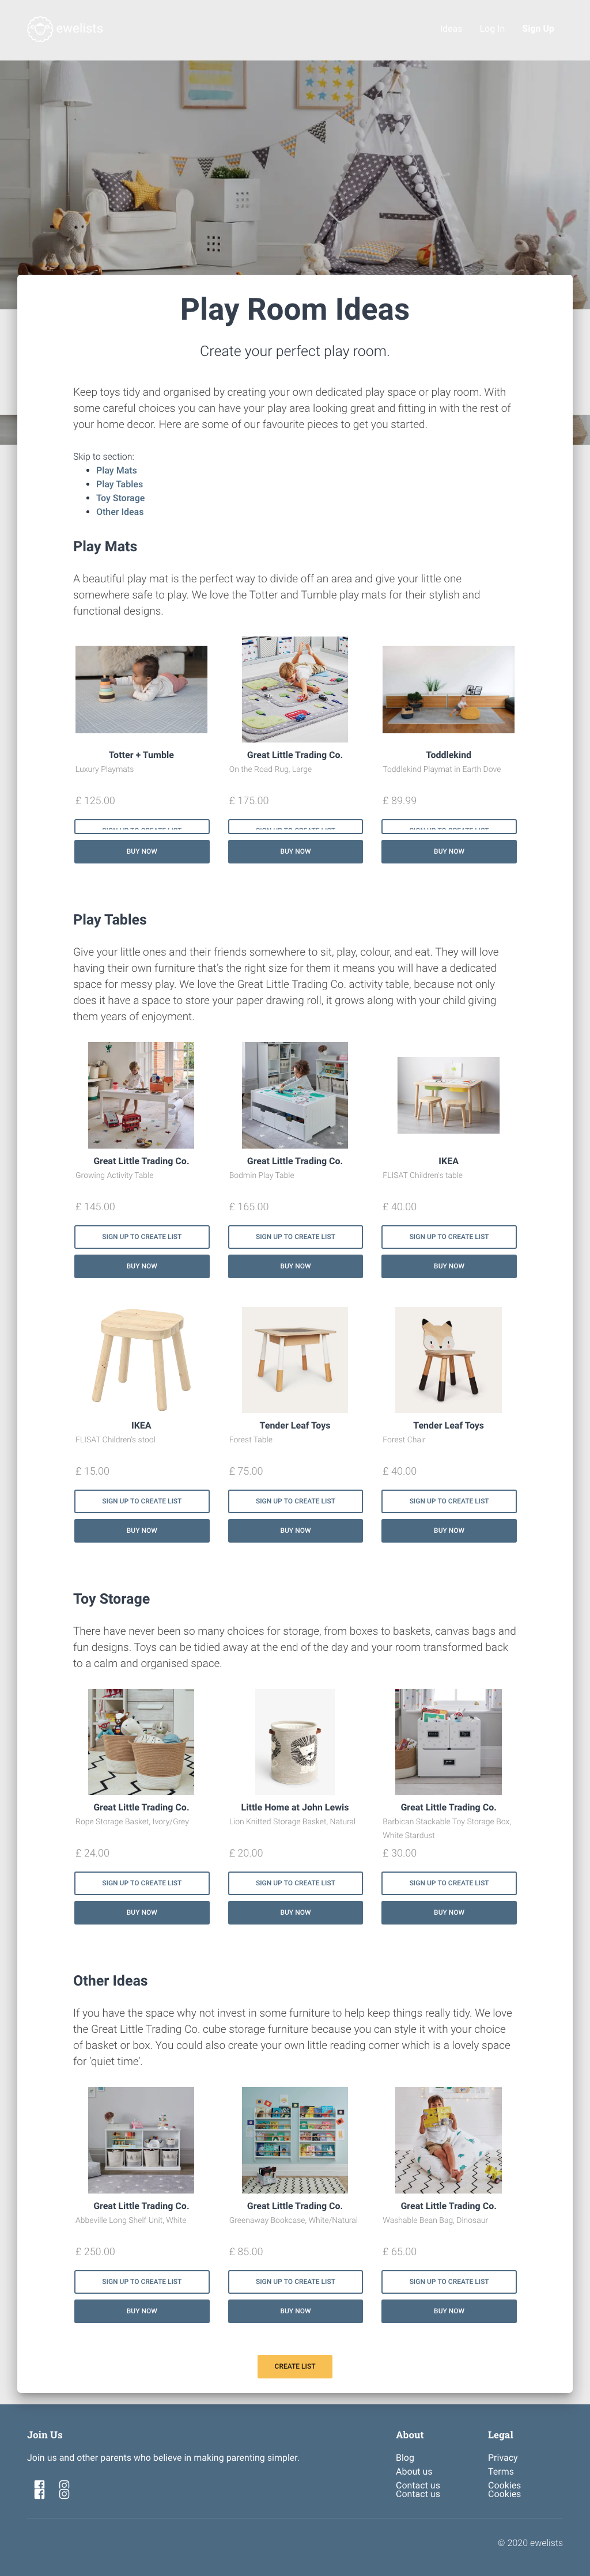 ewelists
Ideas Log In Sign Up
Play Room Ideas
Create your perfect play room.
Keep toys tidy and organised by creating your own dedicated play space or play room. With
some careful choices you can have your play area looking great and fitting in with the rest of
your home decor. Here are some of our favourite pieces to get you started.
Skip to section:
Play Mats
Play Tables
Toy Storage
Other Ideas
Play Mats
A beautiful play mat is the perfect way to divide off an area and give your little one
somewhere safe to play. We love the Totter and Tumble play mats for their stylish and
functional designs.
Totter + Tumble
Luxury Playmats
£ 125.00
SIGN UP TO CREATE LIST
BUY NOW
Great Little Trading Co.
On the Road Rug, Large
£ 175.00
SIGN UP TO CREATE LIST
BUY NOW
Toddlekind
Toddlekind Playmat in Earth Dove
£ 89.99
SIGN UP TO CREATE LIST
BUY NOW
Play Tables
Give your little ones and their friends somewhere to sit, play, colour, and eat. They will love
having their own furniture that's the right size for them it means you will have a dedicated
space for messy play. We love the Great Little Trading Co. activity table, because not only
does it have a space to store your paper drawing roll, it grows along with your child giving
them years of enjoyment.
Great Little Trading Co.
Growing Activity Table
£ 145.00
SIGN UP TO CREATE LIST
BUY NOW
Great Little Trading Co.
Bodmin Play Table
£ 165.00
SIGN UP TO CREATE LIST
BUY NOW
IKEA
FLISAT Children's table
£ 40.00
SIGN UP TO CREATE LIST
BUY NOW
IKEA
FLISAT Children's stool
£ 15.00
SIGN UP TO CREATE LIST
BUY NOW
Tender Leaf Toys
Forest Table
£ 75.00
SIGN UP TO CREATE LIST
BUY NOW
Tender Leaf Toys
Forest Chair
£ 40.00
SIGN UP TO CREATE LIST
BUY NOW
Toy Storage
There have never been so many choices for storage, from boxes to baskets, canvas bags and
fun designs. Toys can be tidied away at the end of the day and your room transformed back
to a calm and organised space.
Great Little Trading Co.
Rope Storage Basket, Ivory/Grey
£ 24.00
SIGN UP TO CREATE LIST
BUY NOW
Little Home at John Lewis
Lion Knitted Storage Basket, Natural
£ 20.00
SIGN UP TO CREATE LIST
BUY NOW
Great Little Trading Co.
Barbican Stackable Toy Storage Box,
White Stardust
£ 30.00
SIGN UP TO CREATE LIST
BUY NOW
Other Ideas
If you have the space why not invest in some furniture to help keep things really tidy. We love
the Great Little Trading Co. cube storage furniture because you can style it with your choice
of basket or box. You could also create your own little reading corner which is a lovely space
for 'quiet time'.
Great Little Trading Co.
Abbeville Long Shelf Unit, White
£ 250.00
SIGN UP TO CREATE LIST
BUY NOW
Great Little Trading Co.
Greenaway Bookcase, White/Natural
£ 85.00
SIGN UP TO CREATE LIST
BUY NOW
Great Little Trading Co.
Washable Bean Bag, Dinosaur
£ 65.00
SIGN UP TO CREATE LIST
BUY NOW
CREATE LIST
Join Us
Join us and other parents who believe in making parenting simpler.
About
Blog
About us
Contact us
Contact us
Legal
Privacy
Terms
Cookies
Cookies
© 2020 ewelists